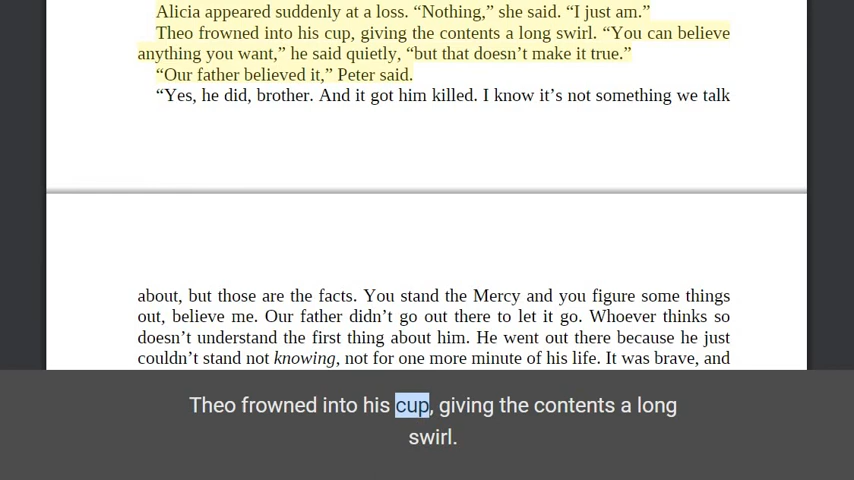 Alicia appeared suddenly at a loss. “Nothing,” she said. “I just am.”
Theo frowned into his cup, giving the contents a long swirl. “You can believe
anything you want,” he said quietly, “but that doesn’t make it true.”
“Our father believed it,” Peter said.
“Yes, he did, brother. And it got him killed. I know it’s not something we talk
about, but those are the facts. You stand the Mercy and you figure some things
out, believe me. Our father didn’t go out there to let it go. Whoever thinks so
doesn’t understand the first thing about him. He went out there because he just
couldn’t stand not knowing, not for one more minute of his life. It was brave, and
Theo frowned into his cup, giving the contents a long
swirl.